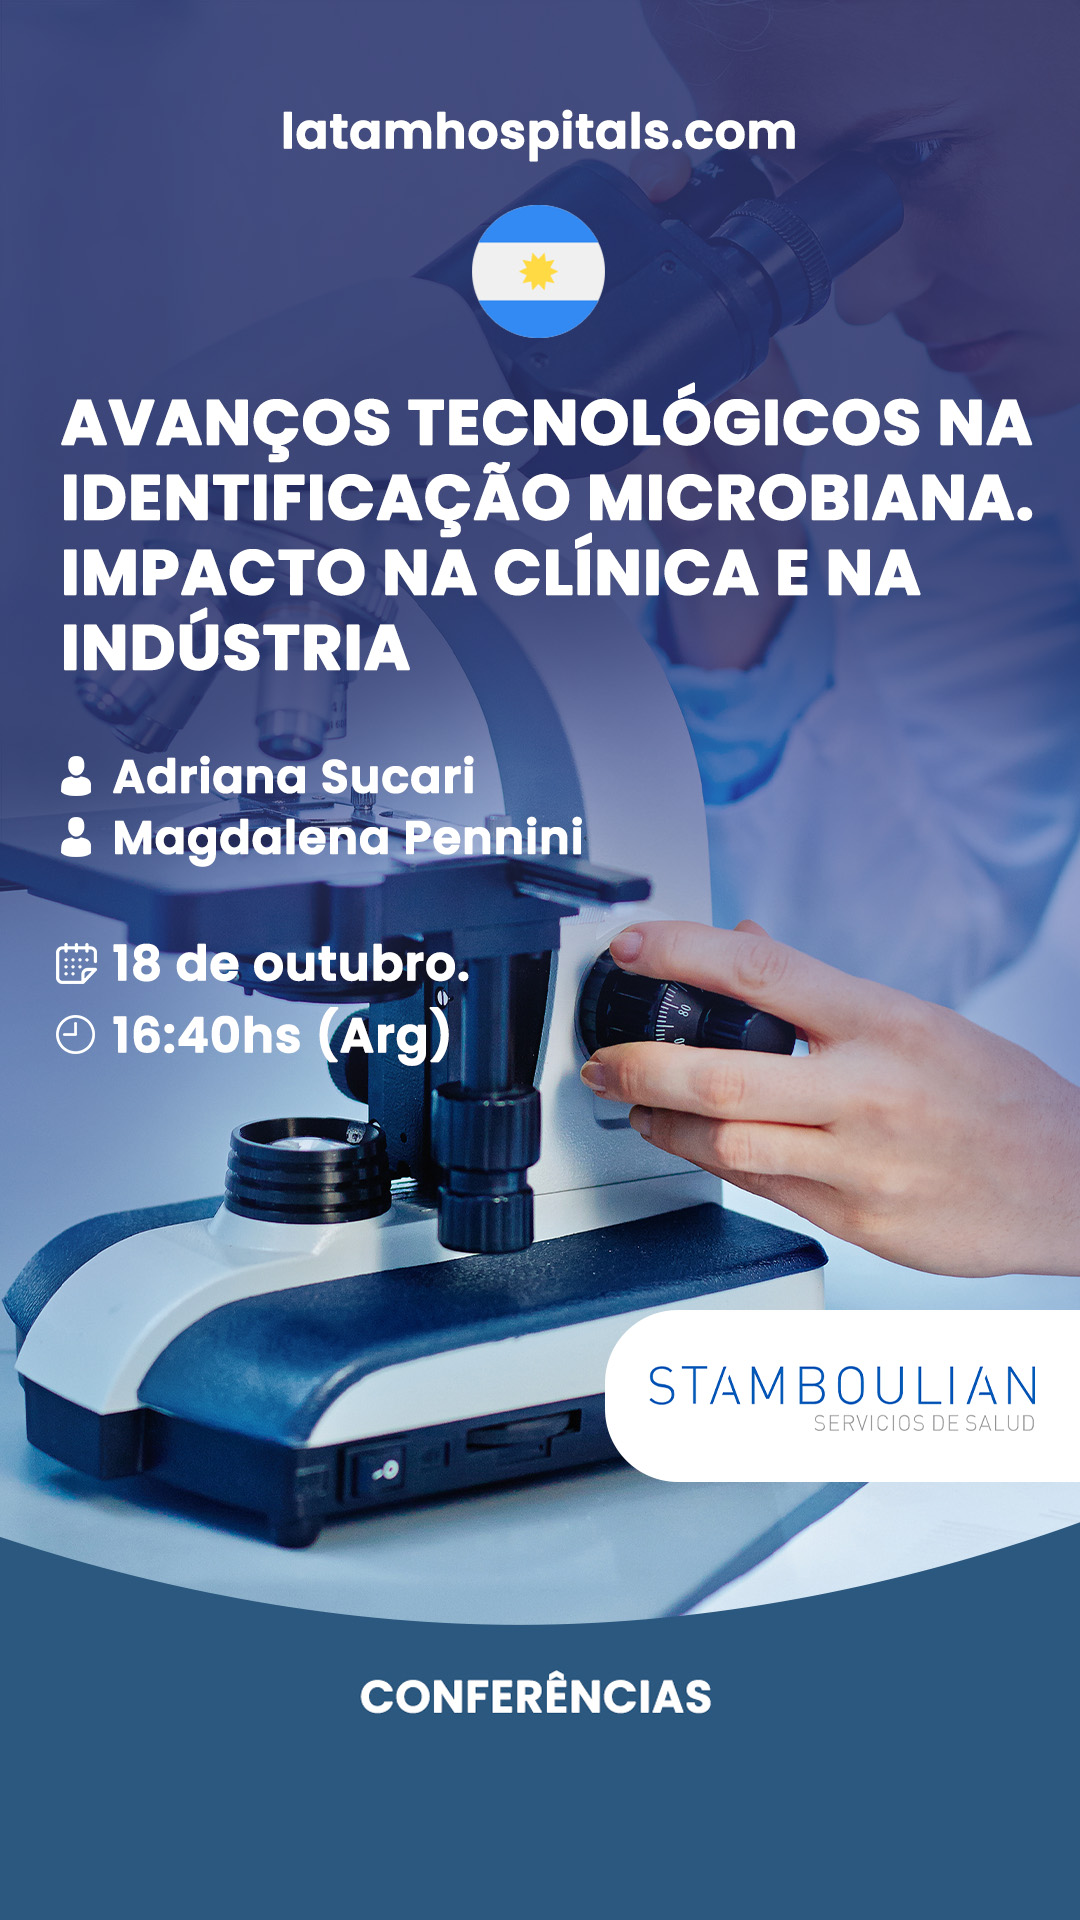 latamhospitals.com
AVANÇOS TECNOLÓGICOS NA
IDENTIFICAÇÃO MICROBIANA.
IMPACTO NA CLÍNICA E NA
INDÚSTRIA
Adriana Sucari
Magdalena Pennini
18 de outubro.
16:40hs (Arg)
STAMBOULIAN
SERVICIOS DE SALUD
CONFERÊNCIAS